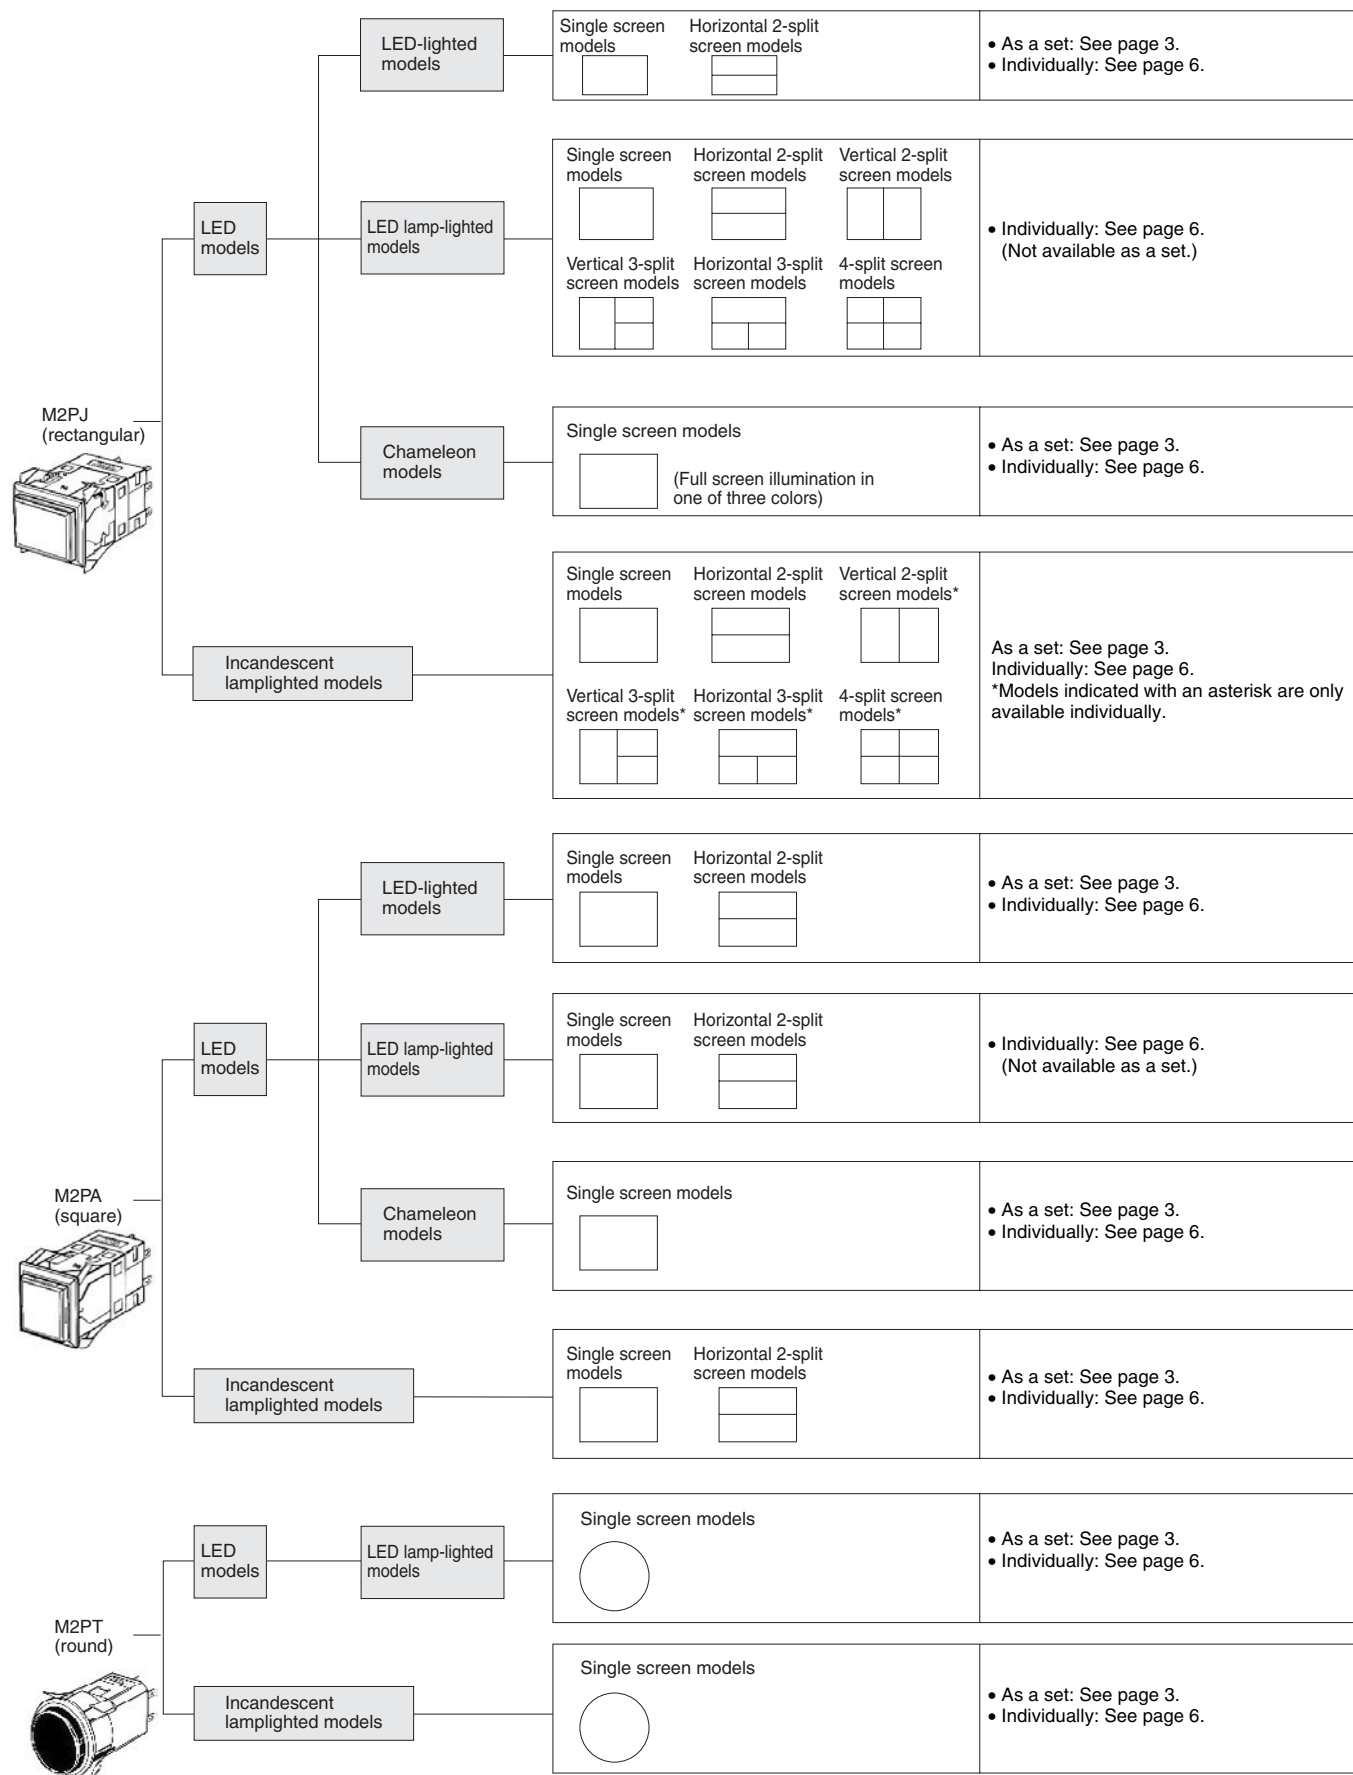 LED-lighted
models
Single screen
models
Horizontal 2-split
screen models
• As a set: See page 3.
• Individually: See page 6.
LED
models
LED lamp-lighted
models
Single screen
models
Horizontal 2-split
screen models
Vertical 2-split
screen models
Vertical 3-split
screen models
Horizontal 3-split
screen models
4-split screen
models
• Individually: See page 6.
(Not available as a set.)
M2PJ
(rectangular)
Chameleon
models
Single screen models
(Full screen illumination in
one of three colors)
• As a set: See page 3.
• Individually: See page 6.
Incandescent
lamplighted models
Single screen
models
Horizontal 2-split
screen models
Vertical 2-split
screen models*
Vertical 3-split
screen models*
Horizontal 3-split
screen models*
4-split screen
models*
As a set: See page 3.
Individually: See page 6.
*Models indicated with an asterisk are only
available individually.
LED-lighted
models
Single screen
models
Horizontal 2-split
screen models
• As a set: See page 3.
• Individually: See page 6.
LED
models
LED lamp-lighted
models
Single screen
models
Horizontal 2-split
screen models
• Individually: See page 6.
(Not available as a set.)
M2PA
(square)
Chameleon
models
Single screen models
• As a set: See page 3.
• Individually: See page 6.
Incandescent
lamplighted models
Single screen
models
Horizontal 2-split
screen models
• As a set: See page 3.
• Individually: See page 6.
LED
models
LED lamp-lighted
models
Single screen models
• As a set: See page 3.
• Individually: See page 6.
M2PT
(round)
Incandescent
lamplighted models
Single screen models
• As a set: See page 3.
• Individually: See page 6.